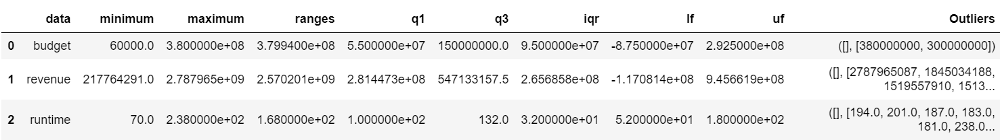 data minimum maximum ranges q1 q3 iqr lf uf Outliers
0 budget 60000.0 3.800000e+08 3.799400e+08 5.500000e+07 150000000.0 9.500000e+07 -8.750000e+07 2.925000e+08 ([], [380000000, 300000000])
1 revenue 217764291.0 2.787965e+09 2.570201e+09 2.814473e+08 547133157.5 2.656858e+08 -1.170814e+08 9.456619e+08 ([], [2787965087, 1845034188,
1519557910, 1513...
2 runtime 70.0 2.380000e+02 1.680000e+02 1.000000e+02 132.0 3.200000e+01 5.200000e+01 1.800000e+02 ([], [194.0, 201.0, 187.0, 183.0,
181.0, 238.0...